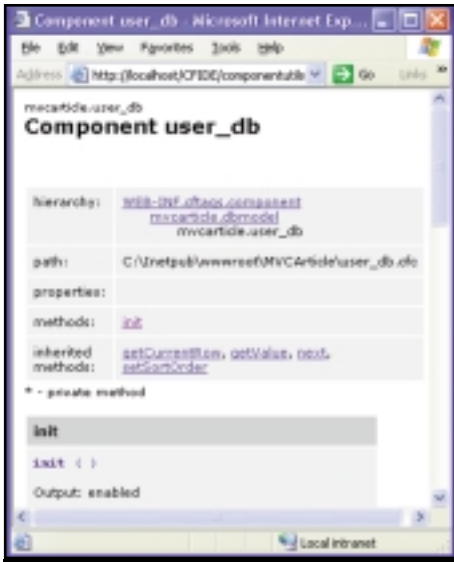 Component user_db - Microsoft Internet Exp...
File Edit View Favorites Tools Help
Address http://localhost/CFIDE/componentutils Go Links »
mvcarticle.user_db
Component user_db
hierarchy: WEB-INF.cftags.component
mvcarticle.dbmodel
mvcarticle.user_db
path: C:\Inetpub\wwwroot\MVCArticle\user_db.cfc
properties:
methods: init
inherited methods: getCurrentRow, getValue, next,
setSortOrder
* - private method
init
init ( )
Output: enabled
Local intranet